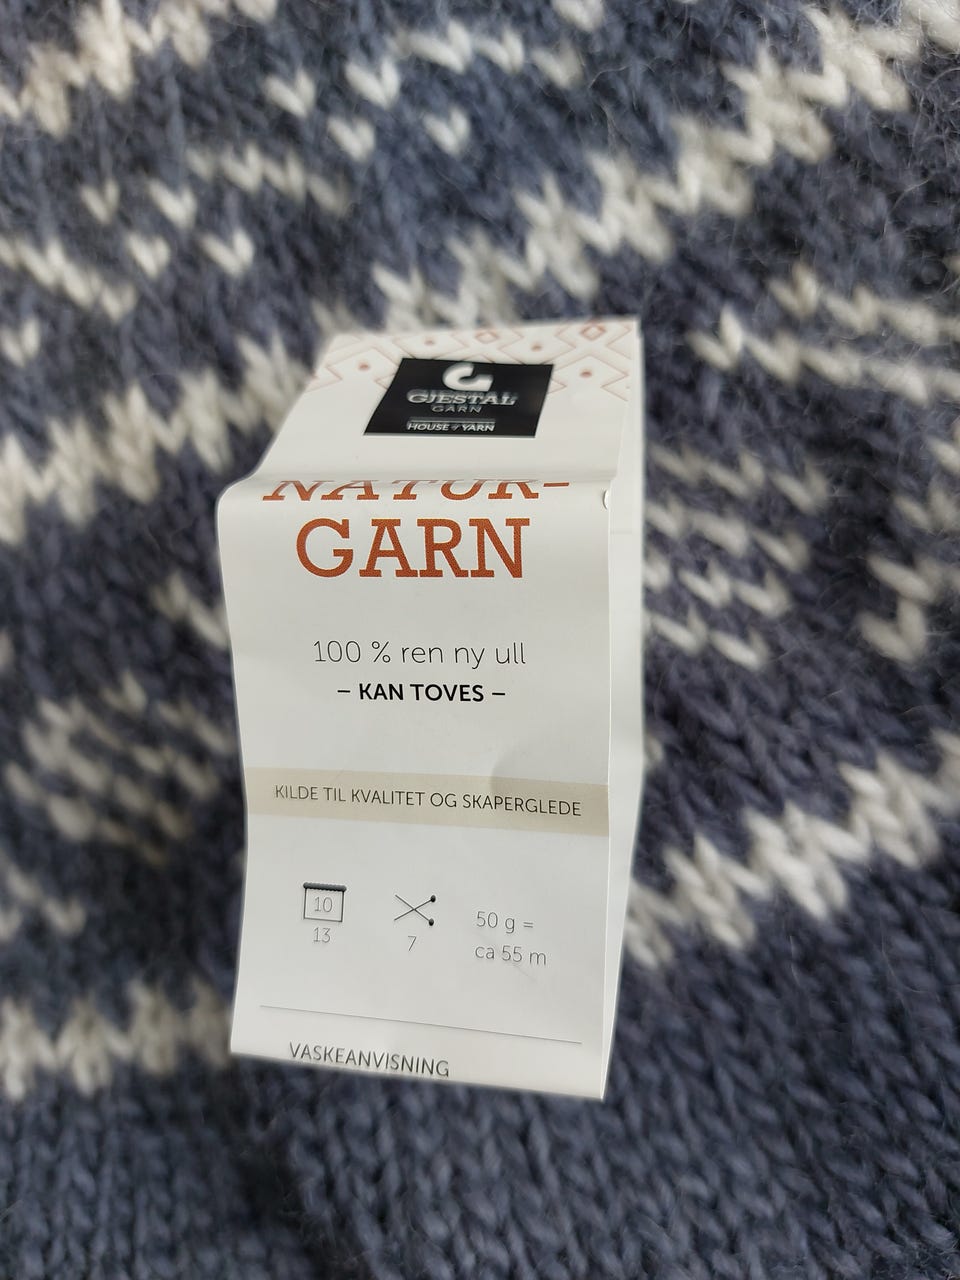 GJESTAL
GARN
HOUSE of YARN
NATUR-
GARN
100 % ren ny ull
– KAN TOVES –
KILDE TIL KVALITET OG SKAPERGLEDE
10
13
7
50 g =
ca 55 m
VASKEANVISNING